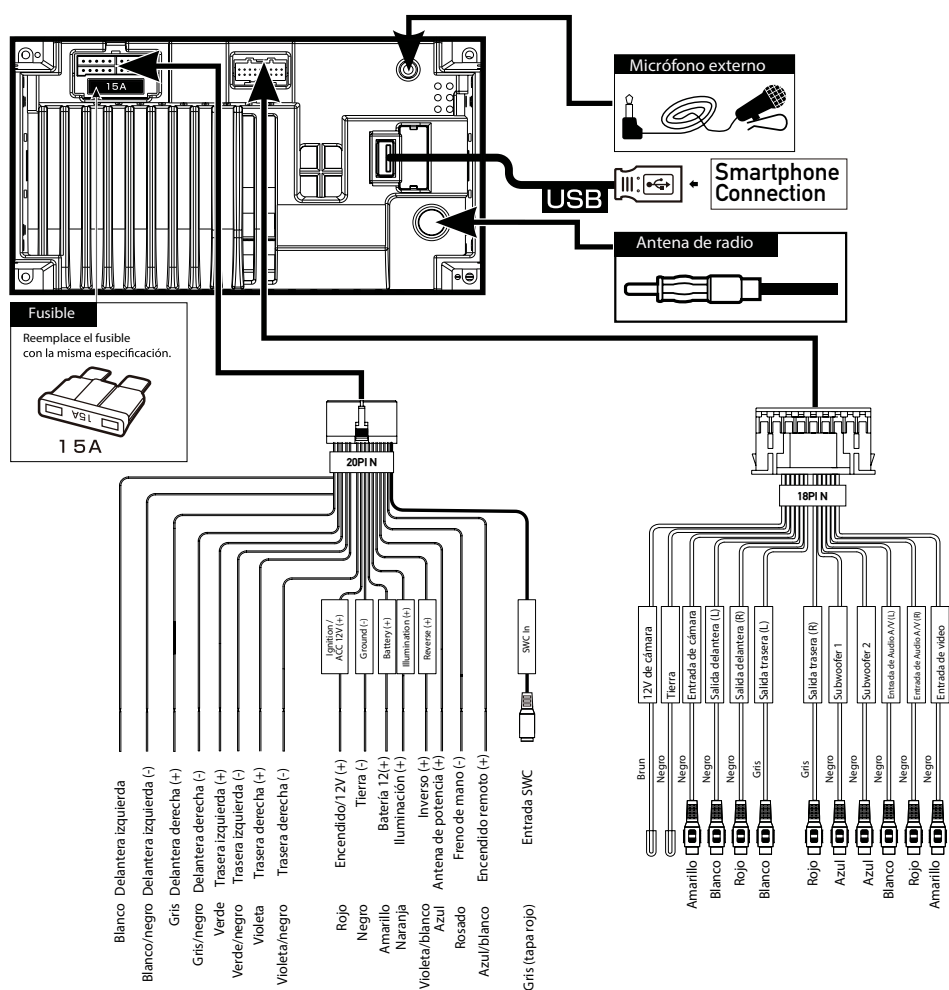 15A
Micrófono externo
Smartphone
Connection
USB
Antena de radio
Fusible
Reemplace el fusible
con la misma especificación.
15A
15A
20PIN
18PIN
Ignition /
ACC 12V (+)
Ground (-)
Battery (+)
Illumination (+)
Reverse (+)
SWC In
Blanco Delantera izquierda
Blanco/negro Delantera izquierda (-)
Gris Delantera derecha (+)
Gris/negro Delantera derecha (-)
Verde Trasera izquierda (+)
Verde/negro Trasera izquierda (-)
Violeta Trasera derecha (+)
Violeta/negro Trasera derecha (-)
Rojo Encendido/12V (+)
Negro Tierra (-)
Amarillo Batería 12(+)
Naranja Iluminación (+)
Violeta/blanco Inverso (+)
Azul Antena de potencia (+)
Rosado Freno de mano (-)
Azul/blanco Encendido remoto (+)
Gris (tapa rojo) Entrada SWC
12V de cámara
Tierra
Entrada de cámara
Salida delantera (L)
Salida delantera (R)
Salida trasera (L)
Salida trasera (R)
Subwoofer 1
Subwoofer 2
Entrada de Audio A/V (L)
Entrada de Audio A/V (R)
Entrada de video
Brun
Negro
Negro
Negro
Negro
Gris
Gris
Negro
Negro
Negro
Negro
Negro
Amarillo
Blanco
Rojo
Blanco
Rojo
Azul
Azul
Blanco
Rojo
Amarillo